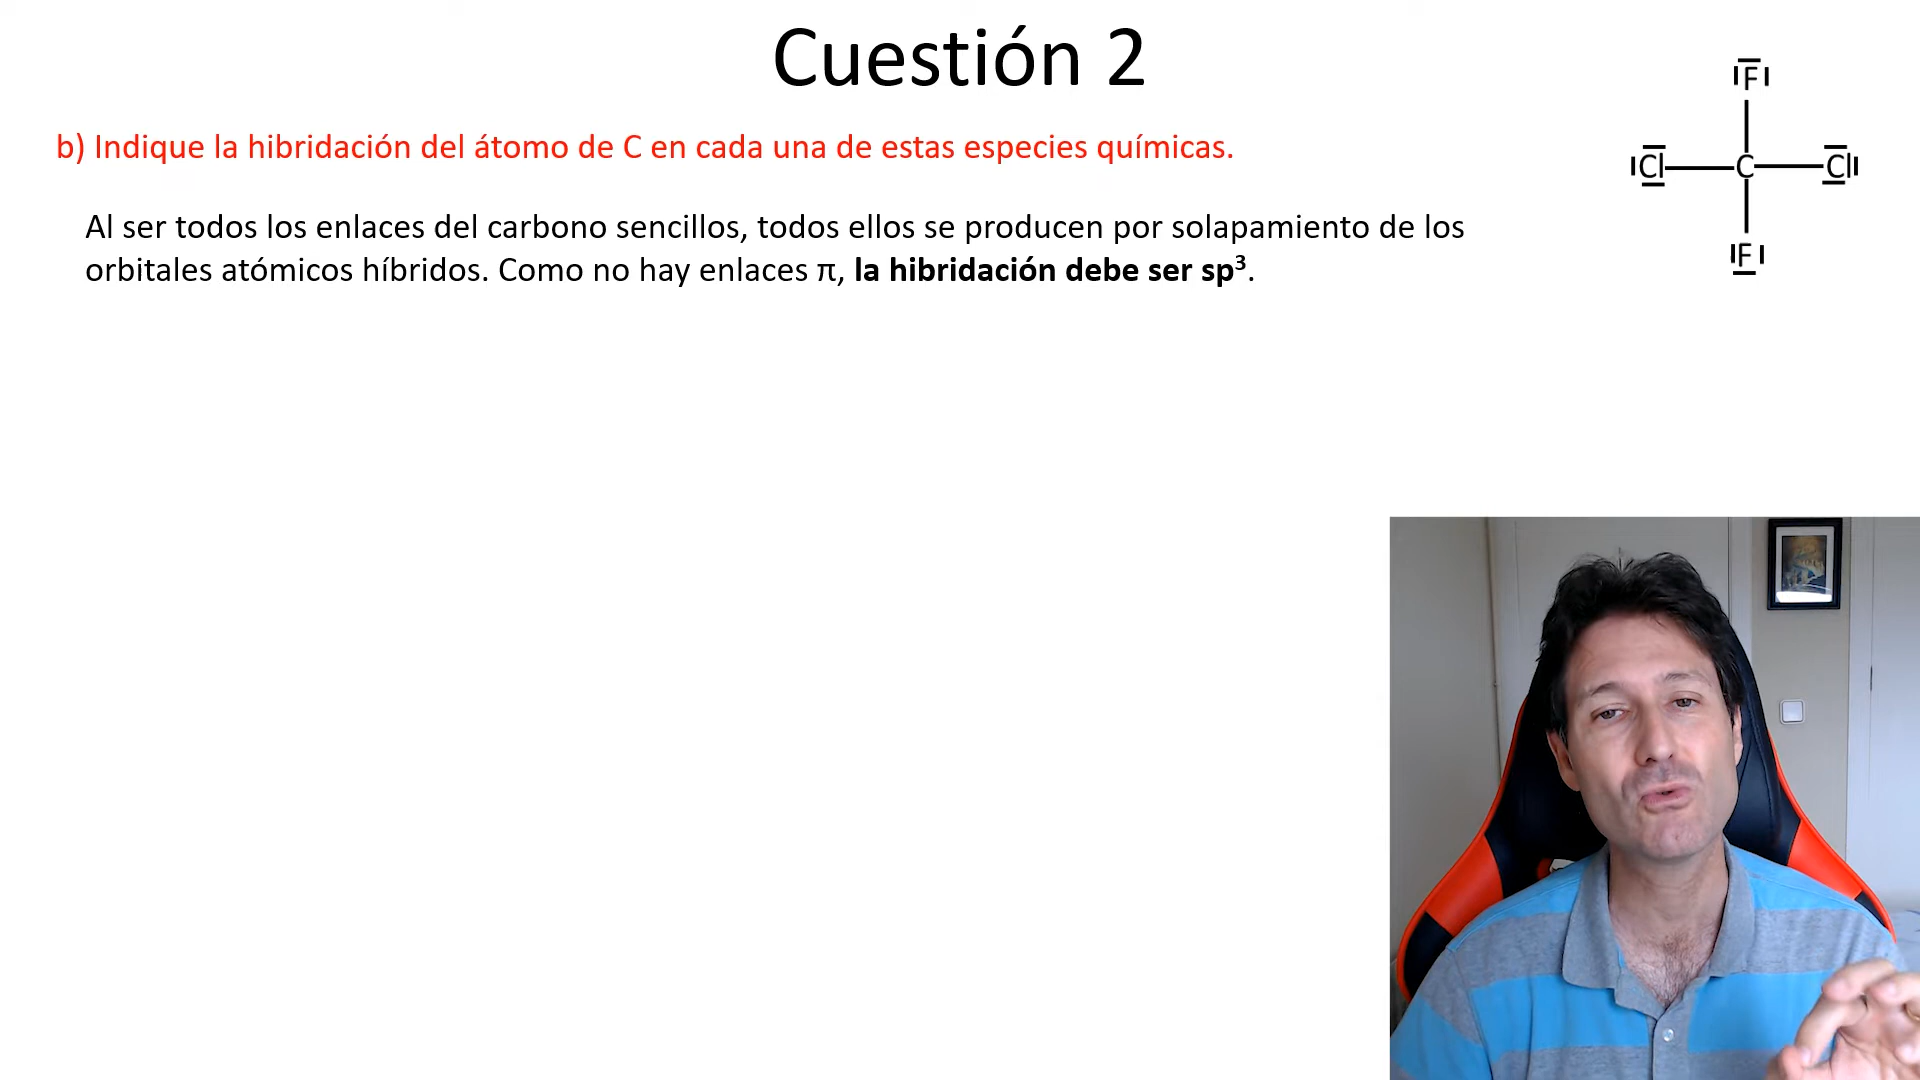 Cuestión 2
b) Indique la hibridación del átomo de C en cada una de estas especies químicas.
Al ser todos los enlaces del carbono sencillos, todos ellos se producen por solapamiento de los
orbitales atómicos híbridos. Como no hay enlaces π, la hibridación debe ser sp³.
F
Cl C Cl
F